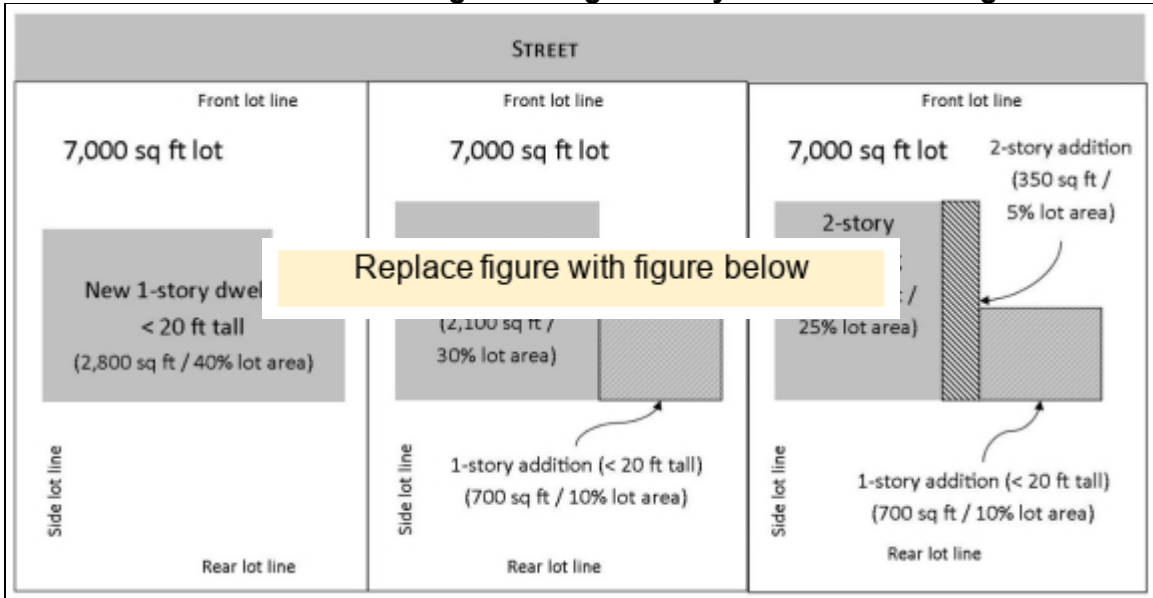 STREET
Front lot line
7,000 sq ft lot
New 1-story
< 20 ft tall
(2,800 sq ft / 40% lot area)
Side lot line
Rear lot line
Front lot line
7,000 sq ft lot
(2,100 sq ft /
30% lot area)
1-story addition (< 20 ft tall)
(700 sq ft / 10% lot area)
Side lot line
Rear lot line
Front lot line
7,000 sq ft lot
2-story addition
(350 sq ft /
5% lot area)
2-story
/
25% lot area)
1-story addition (< 20 ft tall)
(700 sq ft / 10% lot area)
Side lot line
Rear lot line
Replace figure with figure below